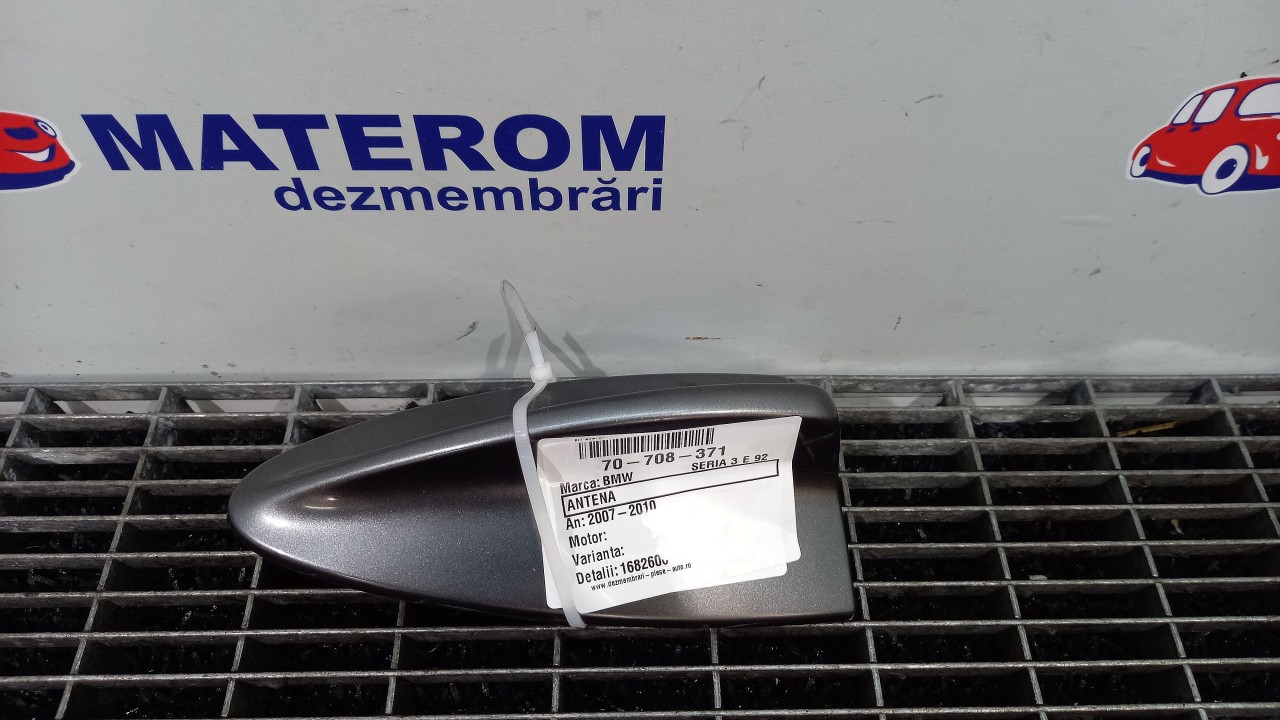 MATEROM
dezmembrări
70-708-371
Marca: BMW SERIA 3 E 92
ANTENA
An: 2007-2010
Motor:
Varianta:
Detalii: 1682600
www.dezmembrari-piese-auto.ro